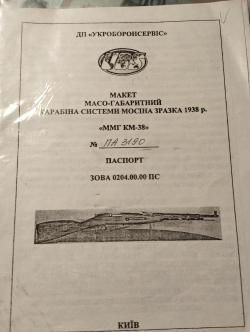 ДП «УКРОБОРОНСЕРВІС»
МАКЕТ
МАСО-ГАБАРИТНИЙ
КАРАБІНА СИСТЕМИ МОСІНА ЗРАЗКА 1938 р.
«ММГ КМ-38»
№ ПА 3190
ПАСПОРТ
ЗОВА 0204.00.00 ПС
КИЇВ